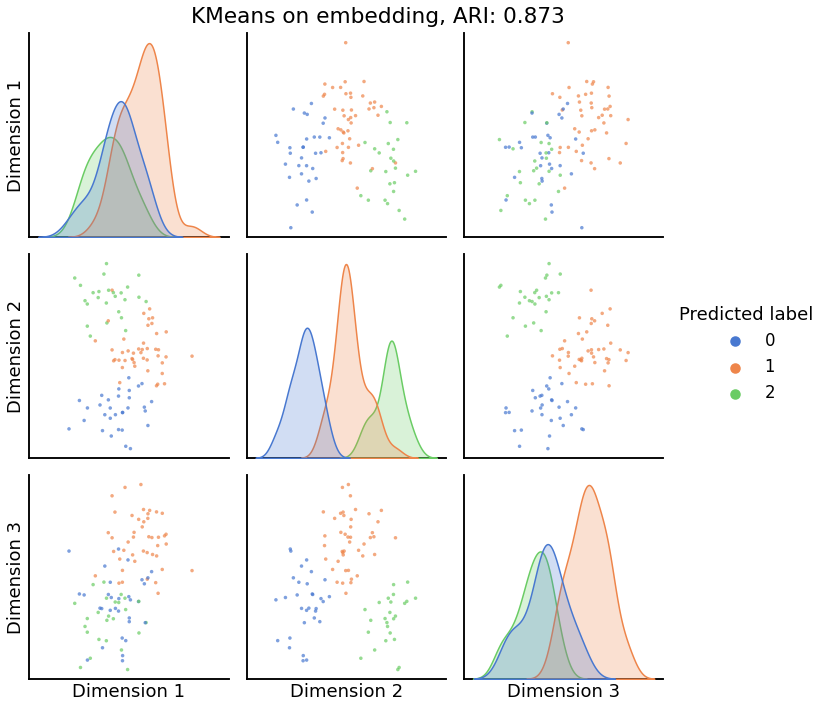 KMeans on embedding, ARI: 0.873
Dimension 1
Dimension 2
Dimension 3
Dimension 1
Dimension 2
Dimension 3
Predicted label
0
1
2